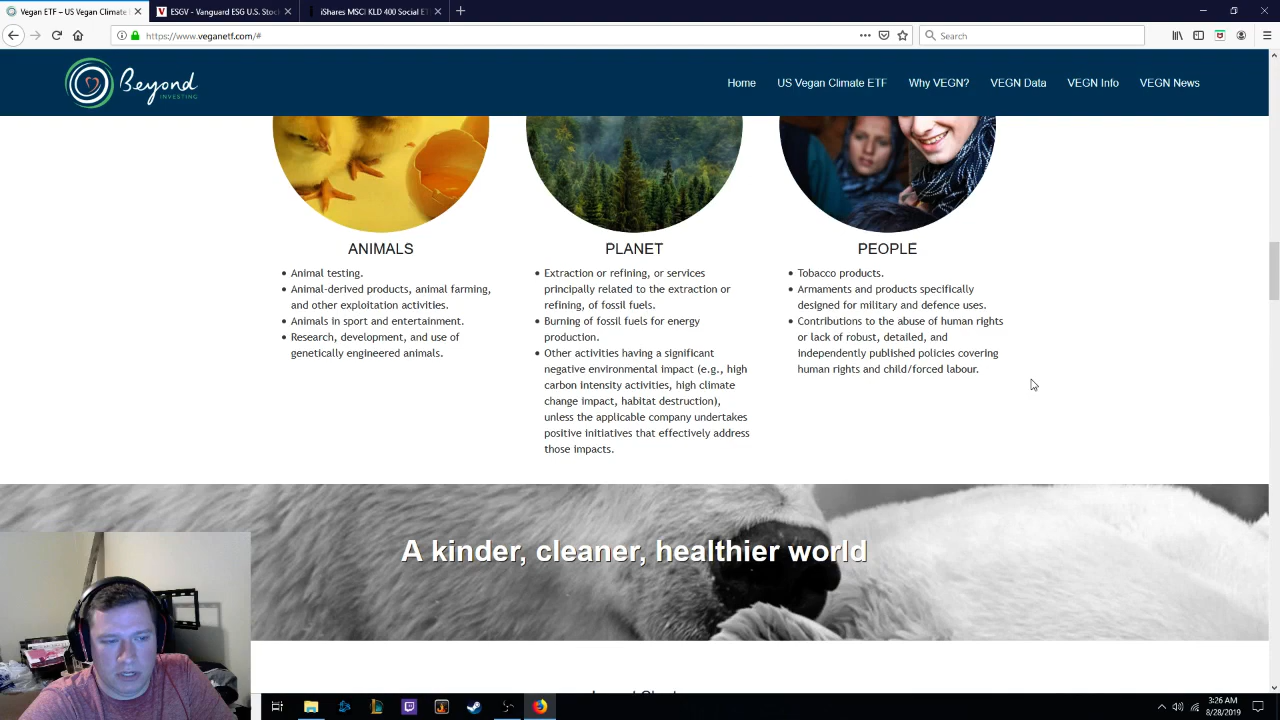 Vegan ETF – US Vegan Climate
ESGV - Vanguard ESG U.S. Stoc
iShares MSCI KLD 400 Social ET
https://www.veganetf.com/#
Search
Beyond
INVESTING
Home
US Vegan Climate ETF
Why VEGN?
VEGN Data
VEGN Info
VEGN News
ANIMALS
• Animal testing.
• Animal-derived products, animal farming,
and other exploitation activities.
• Animals in sport and entertainment.
• Research, development, and use of
genetically engineered animals.
PLANET
• Extraction or refining, or services
principally related to the extraction or
refining, of fossil fuels.
• Burning of fossil fuels for energy
production.
• Other activities having a significant
negative environmental impact (e.g., high
carbon intensity activities, high climate
change impact, habitat destruction),
unless the applicable company undertakes
positive initiatives that effectively address
those impacts.
PEOPLE
• Tobacco products.
• Armaments and products specifically
designed for military and defence uses.
• Contributions to the abuse of human rights
or lack of robust, detailed, and
independently published policies covering
human rights and child/forced labour.
A kinder, cleaner, healthier world
3:26 AM
8/28/2019